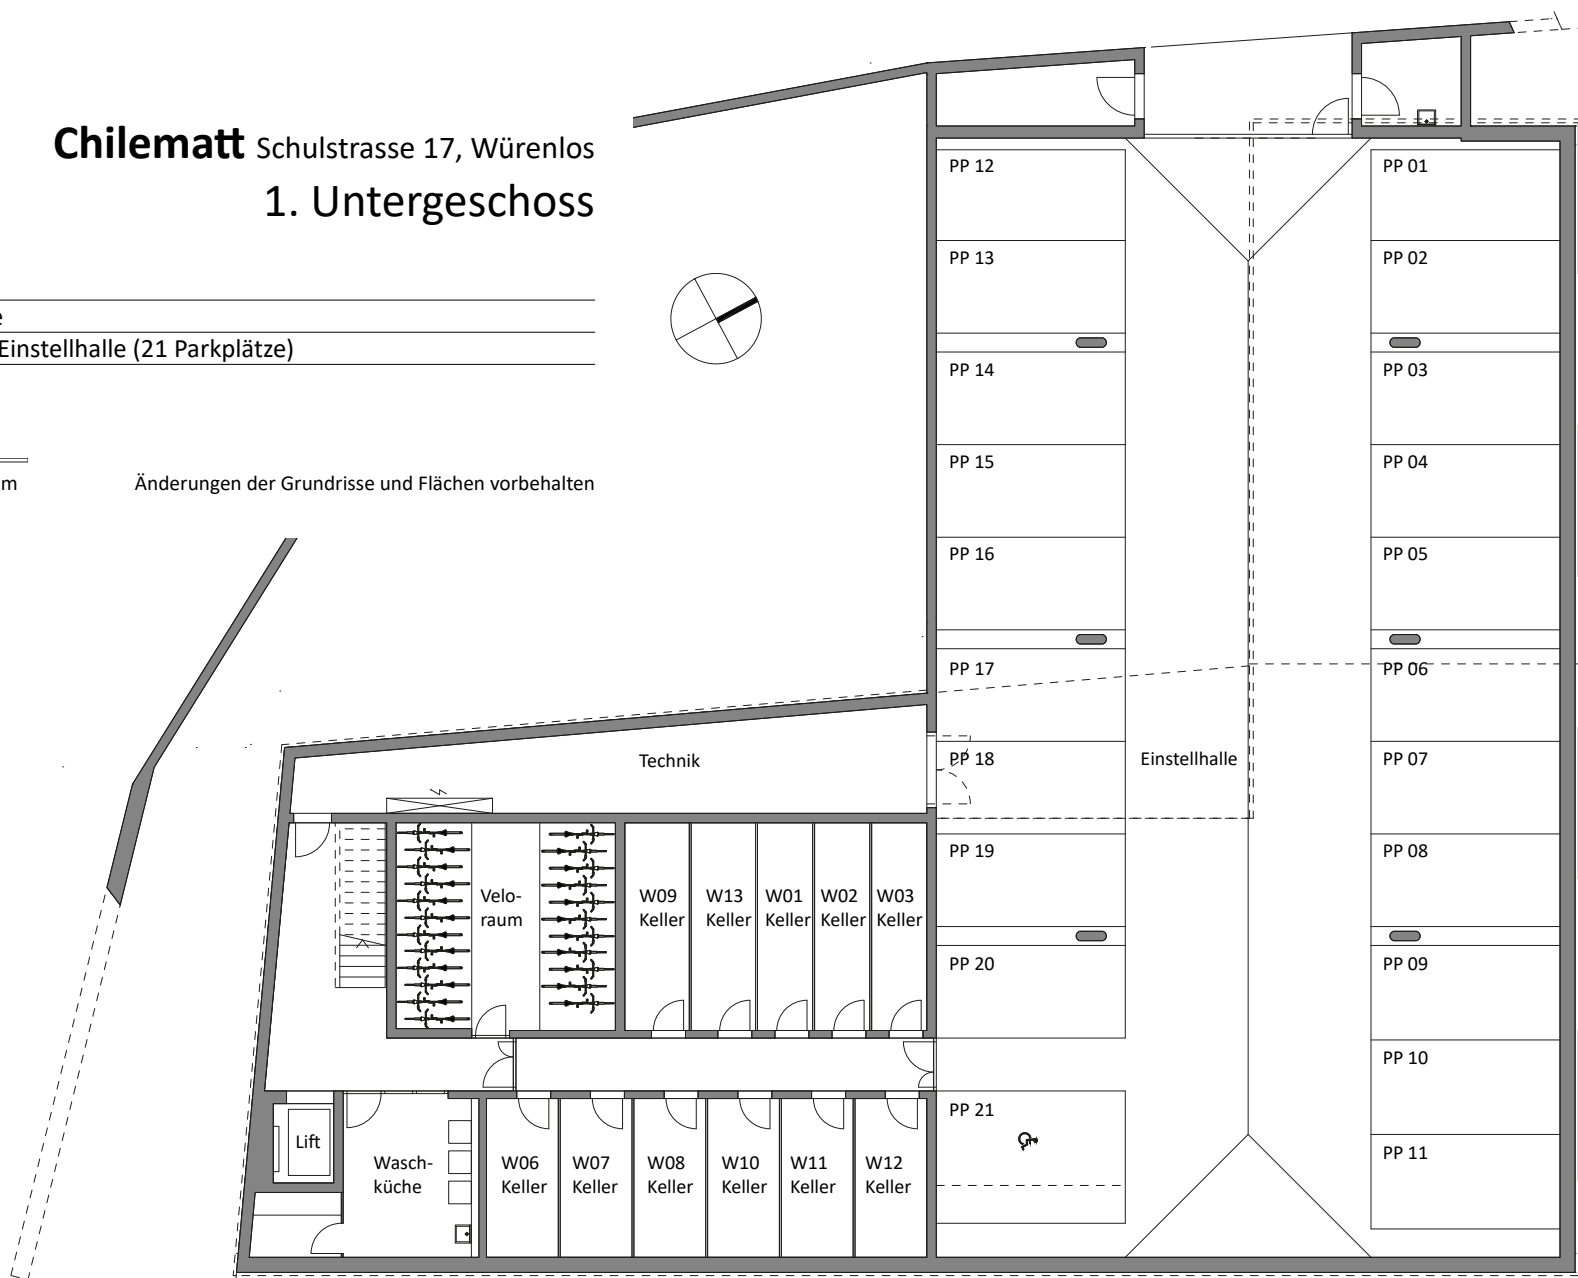 Chilematt Schulstrasse 17, Würenlos
1. Untergeschoss
e
Einstellhalle (21 Parkplätze)
m
Änderungen der Grundrisse und Flächen vorbehalten
PP 12
PP 01
PP 13
PP 02
PP 14
PP 03
PP 15
PP 04
PP 16
PP 05
PP 17
PP 06
Technik
PP 18
Einstellhalle
PP 07
PP 19
PP 08
Velo-
raum
W09
Keller
W13
Keller
W01
Keller
W02
Keller
W03
Keller
PP 20
PP 09
PP 10
PP 21
PP 11
Lift
Wasch-
küche
W06
Keller
W07
Keller
W08
Keller
W10
Keller
W11
Keller
W12
Keller